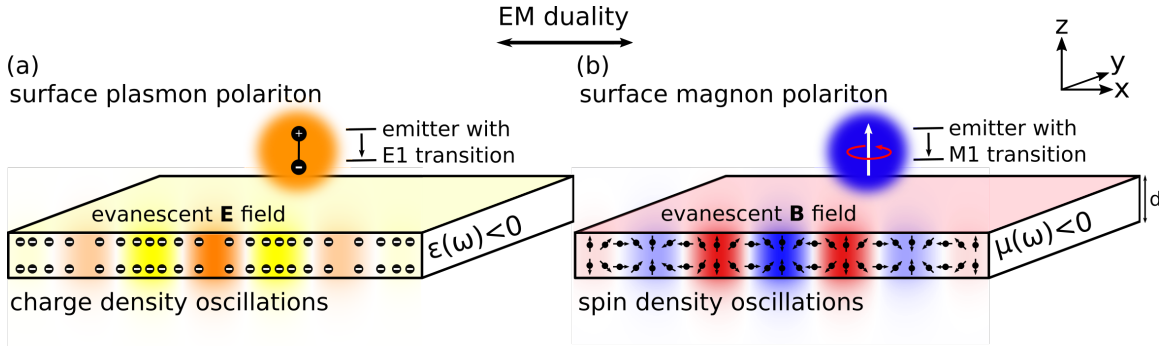 EM duality
(a)
surface plasmon polariton
emitter with
E1 transition
evanescent E field
ε(ω)<0
charge density oscillations
(b)
surface magnon polariton
emitter with
M1 transition
evanescent B field
μ(ω)<0
spin density oscillations
z
y
x
d